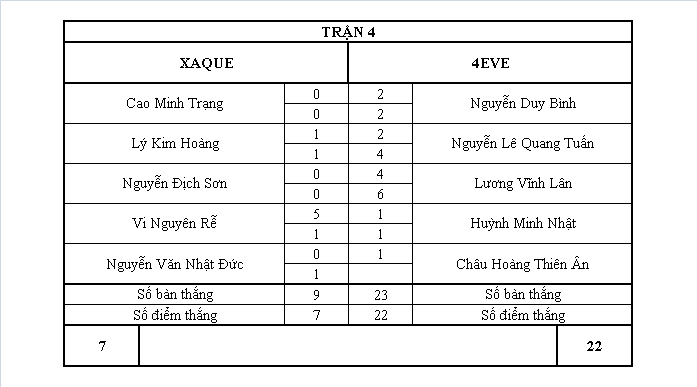 TRẬN 4
XAQUE 4EVE
Cao Minh Trạng 0 2 Nguyễn Duy Bình
0 2
Lý Kim Hoàng 1 2 Nguyễn Lê Quang Tuấn
1 4
Nguyễn Địch Sơn 0 4 Lương Vĩnh Lân
0 6
Vi Nguyên Rễ 5 1 Huỳnh Minh Nhật
1 1
Nguyễn Văn Nhật Đức 0 1 Châu Hoàng Thiên Ân
1
Số bàn thắng 9 23 Số bàn thắng
Số điểm thắng 7 22 Số điểm thắng
7 22